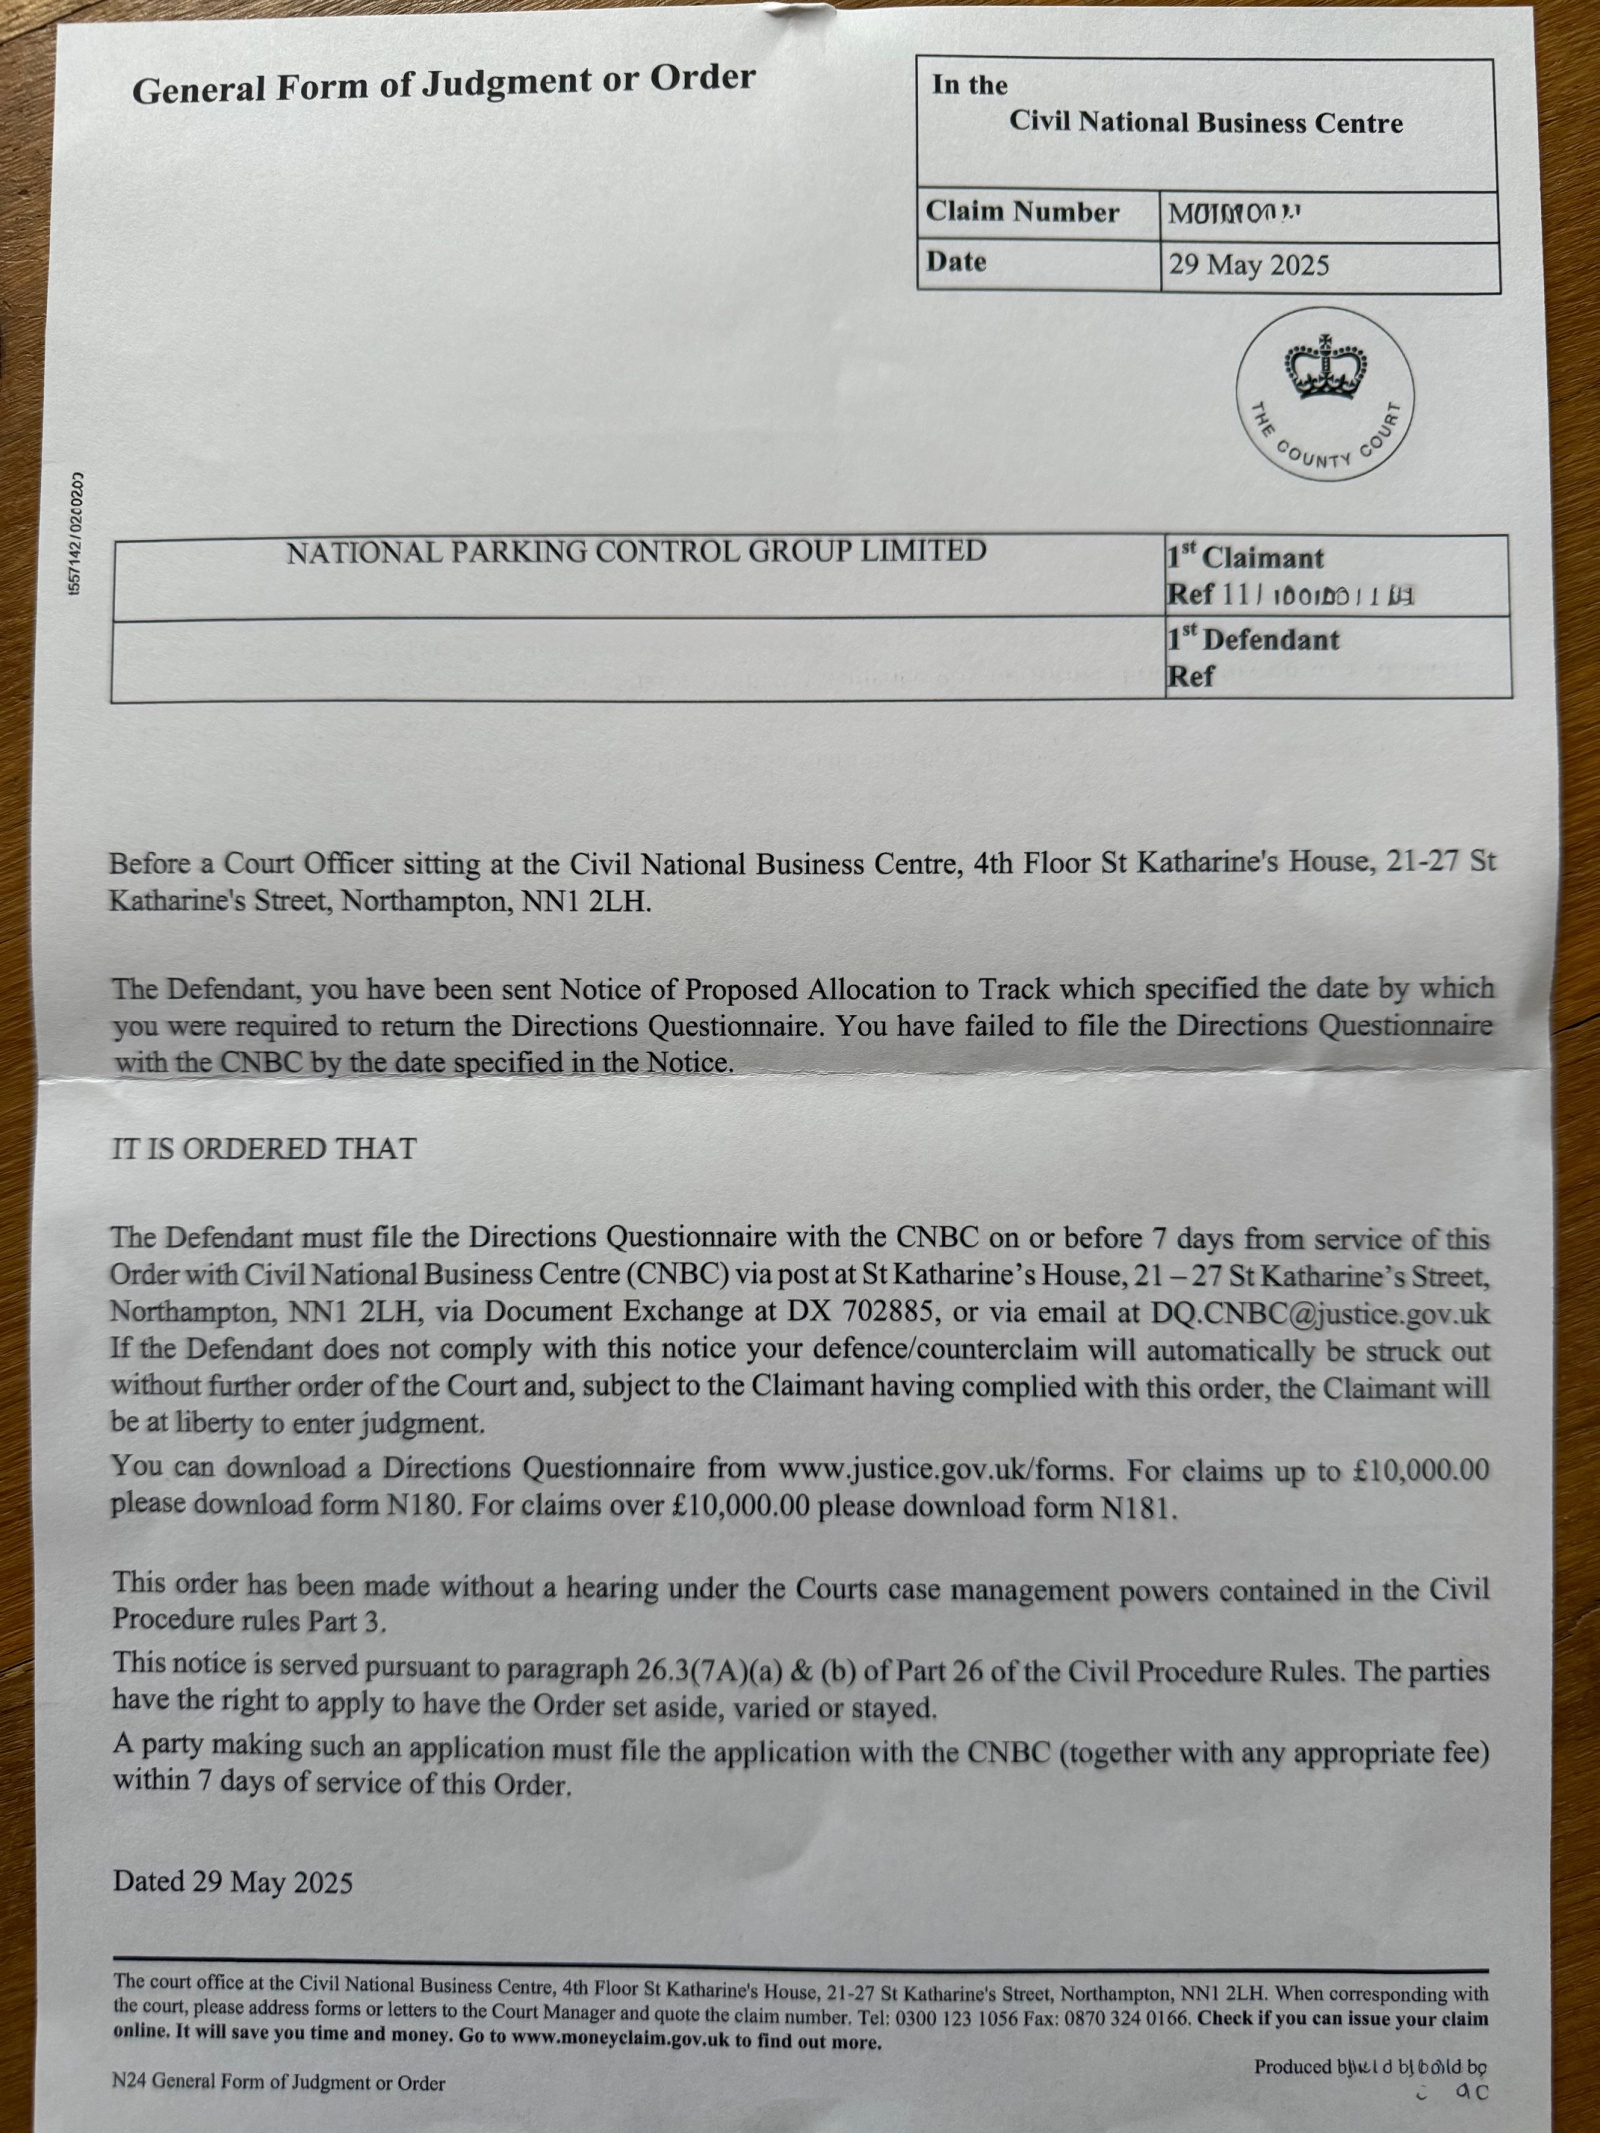 General Form of Judgment or Order
In the
Civil National Business Centre
Claim Number
Date 29 May 2025
THE COUNTY COURT
NATIONAL PARKING CONTROL GROUP LIMITED
1st Claimant
Ref
1st Defendant
Ref
Before a Court Officer sitting at the Civil National Business Centre, 4th Floor St Katharine's House, 21-27 St
Katharine's Street, Northampton, NN1 2LH.
The Defendant, you have been sent Notice of Proposed Allocation to Track which specified the date by which
you were required to return the Directions Questionnaire. You have failed to file the Directions Questionnaire
with the CNBC by the date specified in the Notice.
IT IS ORDERED THAT
The Defendant must file the Directions Questionnaire with the CNBC on or before 7 days from service of this
Order with Civil National Business Centre (CNBC) via post at St Katharine’s House, 21 – 27 St Katharine’s Street,
Northampton, NN1 2LH, via Document Exchange at DX 702885, or via email at DQ.CNBC@justice.gov.uk
If the Defendant does not comply with this notice your defence/counterclaim will automatically be struck out
without further order of the Court and, subject to the Claimant having complied with this order, the Claimant will
be at liberty to enter judgment.
You can download a Directions Questionnaire from www.justice.gov.uk/forms. For claims up to £10,000.00
please download form N180. For claims over £10,000.00 please download form N181.
This order has been made without a hearing under the Courts case management powers contained in the Civil
Procedure rules Part 3.
This notice is served pursuant to paragraph 26.3(7A)(a) & (b) of Part 26 of the Civil Procedure Rules. The parties
have the right to apply to have the Order set aside, varied or stayed.
A party making such an application must file the application with the CNBC (together with any appropriate fee)
within 7 days of service of this Order.
Dated 29 May 2025
The court office at the Civil National Business Centre, 4th Floor St Katharine's House, 21-27 St Katharine's Street, Northampton, NN1 2LH. When corresponding with
the court, please address forms or letters to the Court Manager and quote the claim number. Tel: 0300 123 1056 Fax: 0870 324 0166. Check if you can issue your claim
online. It will save you time and money. Go to www.moneyclaim.gov.uk to find out more.
Produced
N24 General Form of Judgment or Order